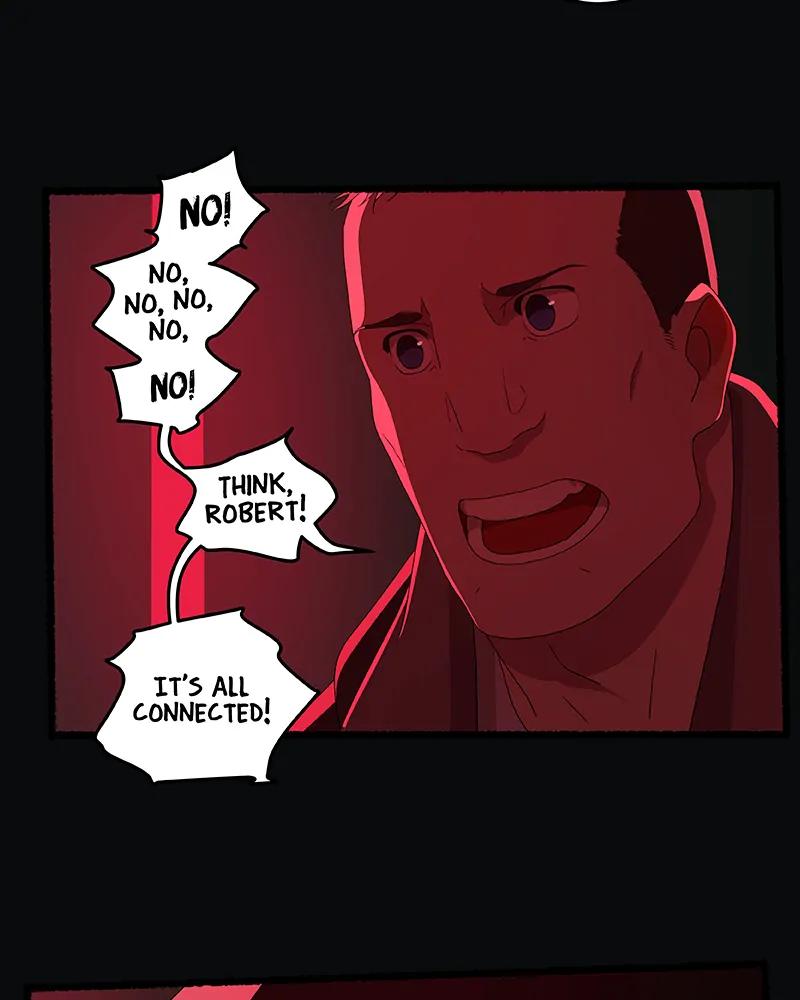 NO!
NO,
NO, NO,
NO,
NO!
THINK,
ROBERT!
IT'S ALL
CONNECTED!